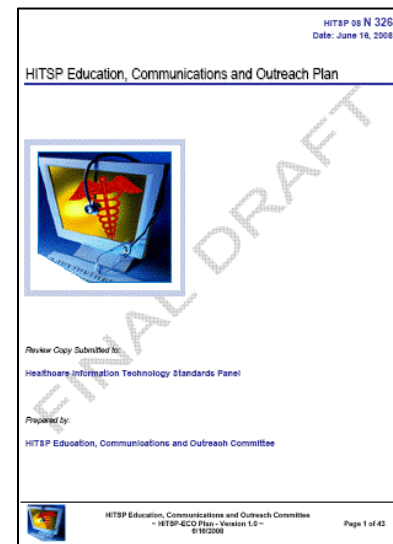 HITSP 08 N 326
Date: June 16, 2008
HITSP Education, Communications and Outreach Plan
FINAL DRAFT
Review Copy Submitted to:
Healthcare Information Technology Standards Panel
Prepared by:
HITSP Education, Communications and Outreach Committee
HITSP Education, Communications and Outreach Committee
~ HITSP-ECO Plan - Version 1.0 ~
6/16/2008
Page 1 of 43